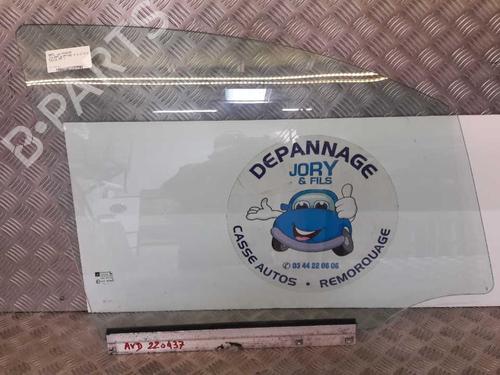 B-PARTS
DEPANNAGE
JORY
& FILS
03 44 22 06 06
CASSE AUTOS • REMORQUAGE
AVD 220437